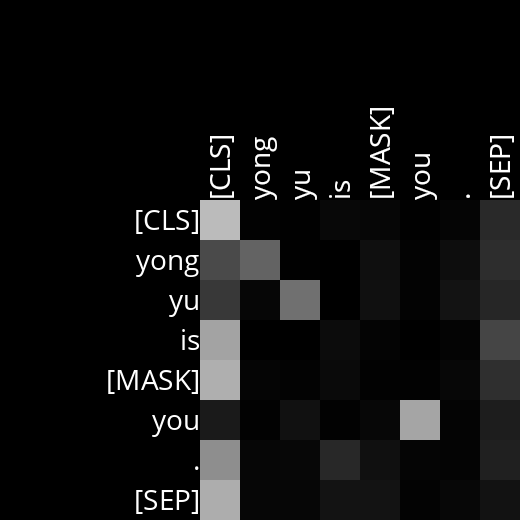 [CLS] yong yu is [MASK] you . [SEP]
[CLS]
yong
yu
is
[MASK]
you
.
[SEP]